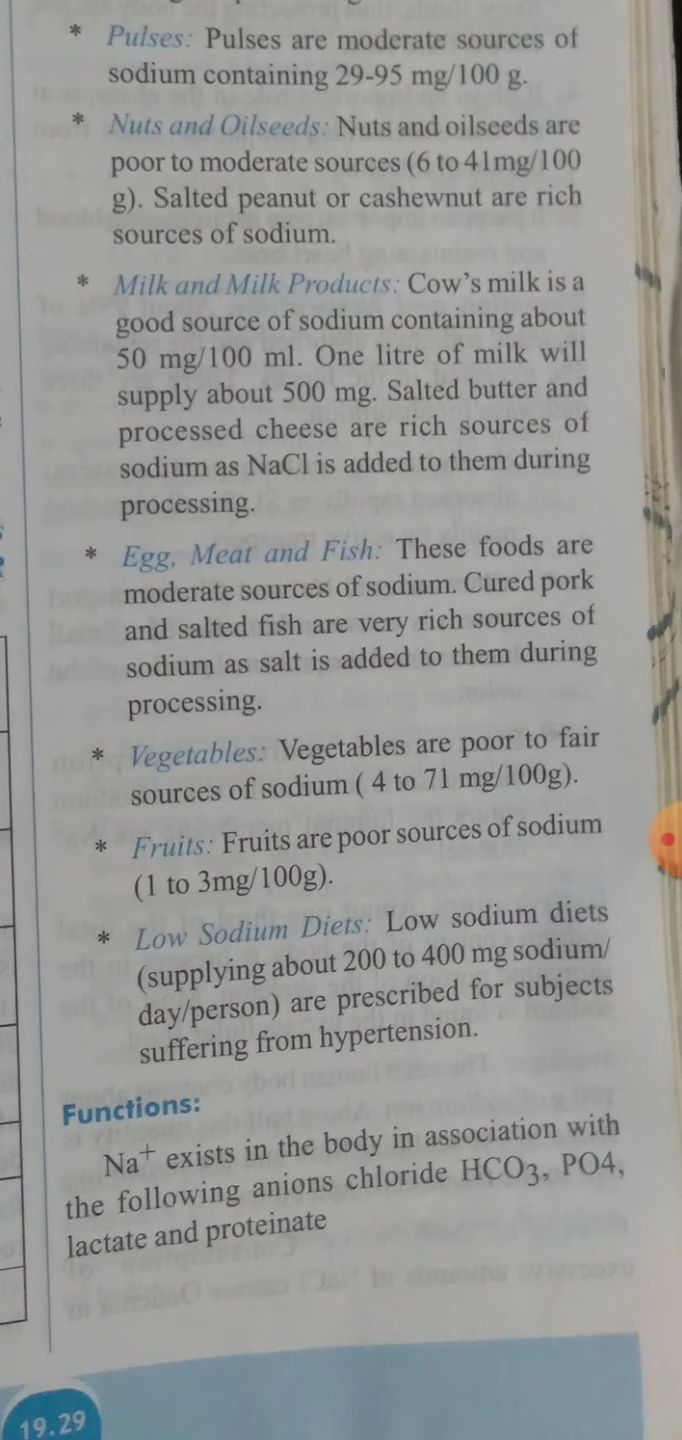 * Pulses: Pulses are moderate sources of
sodium containing 29-95 mg/100 g.
* Nuts and Oilseeds: Nuts and oilseeds are
poor to moderate sources (6 to 41mg/100
g). Salted peanut or cashewnut are rich
sources of sodium.
* Milk and Milk Products: Cow's milk is a
good source of sodium containing about
50 mg/100 ml. One litre of milk will
supply about 500 mg. Salted butter and
processed cheese are rich sources of
sodium as NaCl is added to them during
processing.
* Egg, Meat and Fish: These foods are
moderate sources of sodium. Cured pork
and salted fish are very rich sources of
sodium as salt is added to them during
processing.
* Vegetables: Vegetables are poor to fair
sources of sodium ( 4 to 71 mg/100g).
* Fruits: Fruits are poor sources of sodium
(1 to 3mg/100g).
* Low Sodium Diets: Low sodium diets
(supplying about 200 to 400 mg sodium/
day/person) are prescribed for subjects
suffering from hypertension.
Functions:
Na+ exists in the body in association with
the following anions chloride HCO3, PO4,
lactate and proteinate
19.29